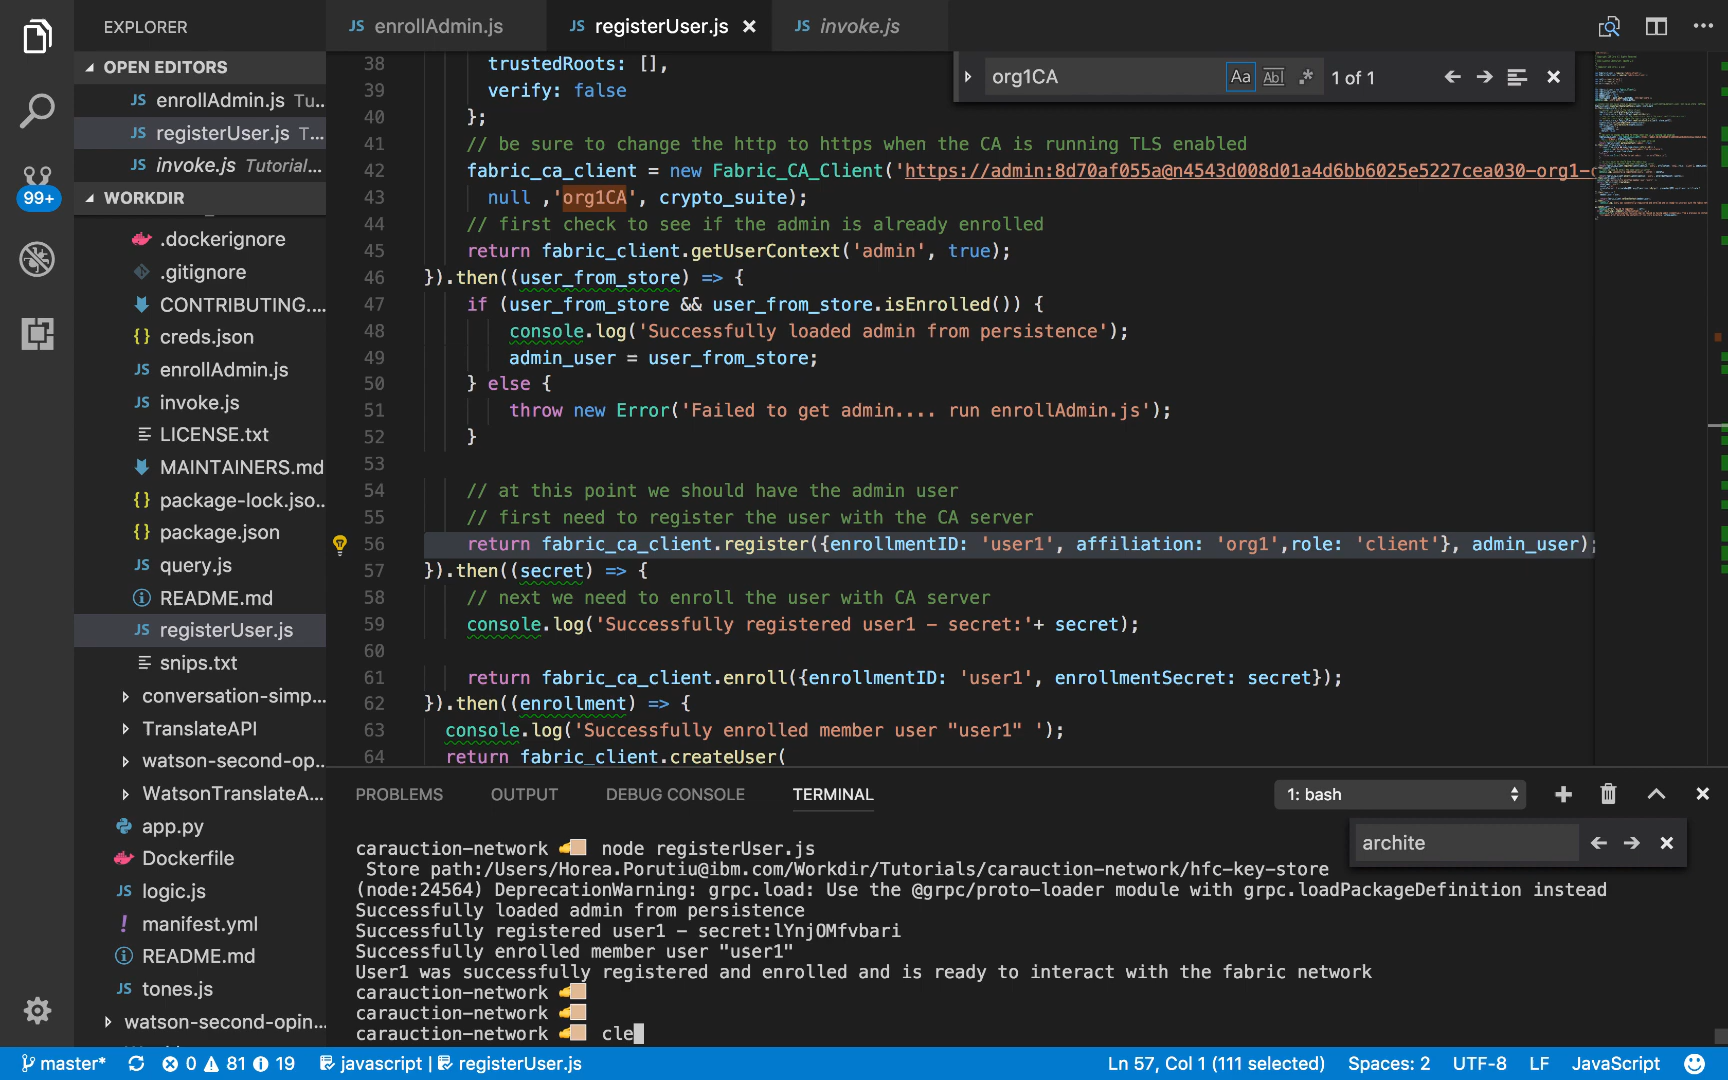 EXPLORER
OPEN EDITORS
JS enrollAdmin.js Tu...
JS registerUser.js T...
JS invoke.js Tutorial...
99+
WORKDIR
.dockerignore
.gitignore
CONTRIBUTING....
{} creds.json
JS enrollAdmin.js
JS invoke.js
LICENSE.txt
MAINTAINERS.md
{} package-lock.jso...
{} package.json
JS query.js
README.md
JS registerUser.js
snips.txt
conversation-simp...
TranslateAPI
watson-second-op...
WatsonTranslateA...
app.py
Dockerfile
JS logic.js
! manifest.yml
README.md
JS tones.js
watson-second-opin...
JS enrollAdmin.js
JS registerUser.js
JS invoke.js
org1CA
Aa Abl .* 1 of 1
38 trustedRoots: [],
39 verify: false
40 };
41 // be sure to change the http to https when the CA is running TLS enabled
42 fabric_ca_client = new Fabric_CA_Client('https://admin:8d70af055a@n4543d008d01a4d6bb6025e5227cea030-org1-c
43 null ,'org1CA', crypto_suite);
44 // first check to see if the admin is already enrolled
45 return fabric_client.getUserContext('admin', true);
46 }).then((user_from_store) => {
47 if (user_from_store && user_from_store.isEnrolled()) {
48 console.log('Successfully loaded admin from persistence');
49 admin_user = user_from_store;
50 } else {
51 throw new Error('Failed to get admin.... run enrollAdmin.js');
52 }
53
54 // at this point we should have the admin user
55 // first need to register the user with the CA server
56 return fabric_ca_client.register({enrollmentID: 'user1', affiliation: 'org1',role: 'client'}, admin_user);
57 }).then((secret) => {
58 // next we need to enroll the user with CA server
59 console.log('Successfully registered user1 - secret:'+ secret);
60
61 return fabric_ca_client.enroll({enrollmentID: 'user1', enrollmentSecret: secret});
62 }).then((enrollment) => {
63 console.log('Successfully enrolled member user "user1" ');
64 return fabric_client.createUser(
PROBLEMS OUTPUT DEBUG CONSOLE TERMINAL
1: bash
archite
carauction-network node registerUser.js
Store path:/Users/Horea.Porutiu@ibm.com/Workdir/Tutorials/carauction-network/hfc-key-store
(node:24564) DeprecationWarning: grpc.load: Use the @grpc/proto-loader module with grpc.loadPackageDefinition instead
Successfully loaded admin from persistence
Successfully registered user1 - secret:lYnjOMfvbari
Successfully enrolled member user "user1"
User1 was successfully registered and enrolled and is ready to interact with the fabric network
carauction-network
carauction-network
carauction-network cle
master* 0 81 19 javascript | registerUser.js
Ln 57, Col 1 (111 selected) Spaces: 2 UTF-8 LF JavaScript